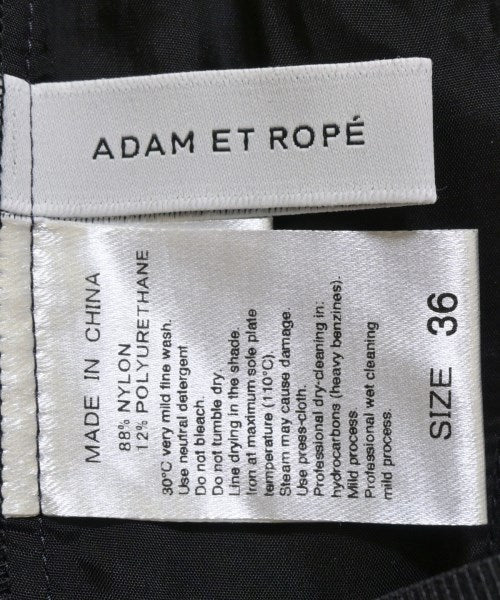 ADAM ET ROPÉ
MADE IN CHINA
88% NYLON
12% POLYURETHANE
30°C very mild fine wash.
Use neutral detergent
Do not bleach.
Do not tumble dry.
Line drying in the shade.
Iron at maximum sole plate
temperature (110°C).
Steam may cause damage.
Use press-cloth.
Professional dry-cleaning in:
hydrocarbons (heavy benzines).
Mild process.
Professional wet cleaning
mild process.
SIZE 36